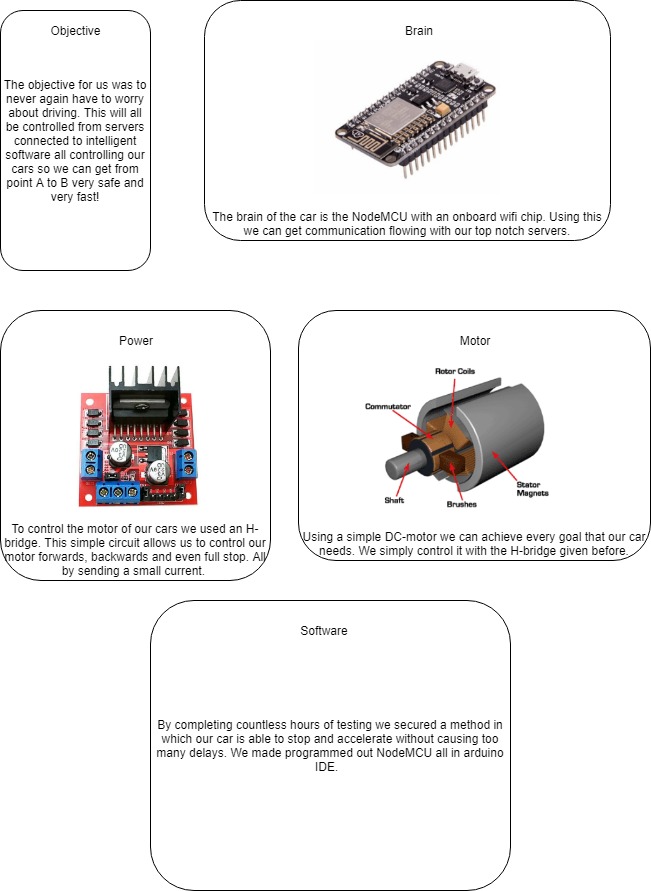 Objective
The objective for us was to
never again have to worry
about driving. This will all
be controlled from servers
connected to intelligent
software all controlling our
cars so we can get from
point A to B very safe and
very fast!
Brain
The brain of the car is the NodeMCU with an onboard wifi chip. Using this
we can get communication flowing with our top notch servers.
Power
To control the motor of our cars we used an H-
bridge. This simple circuit allows us to control our
motor forwards, backwards and even full stop. All
by sending a small current.
Motor
Rotor Coils
Commutator
Shaft
Brushes
Stator
Magnets
Using a simple DC-motor we can achieve every goal that our car
needs. We simply control it with the H-bridge given before.
Software
By completing countless hours of testing we secured a method in
which our car is able to stop and accelerate without causing too
many delays. We made programmed out NodeMCU all in arduino
IDE.